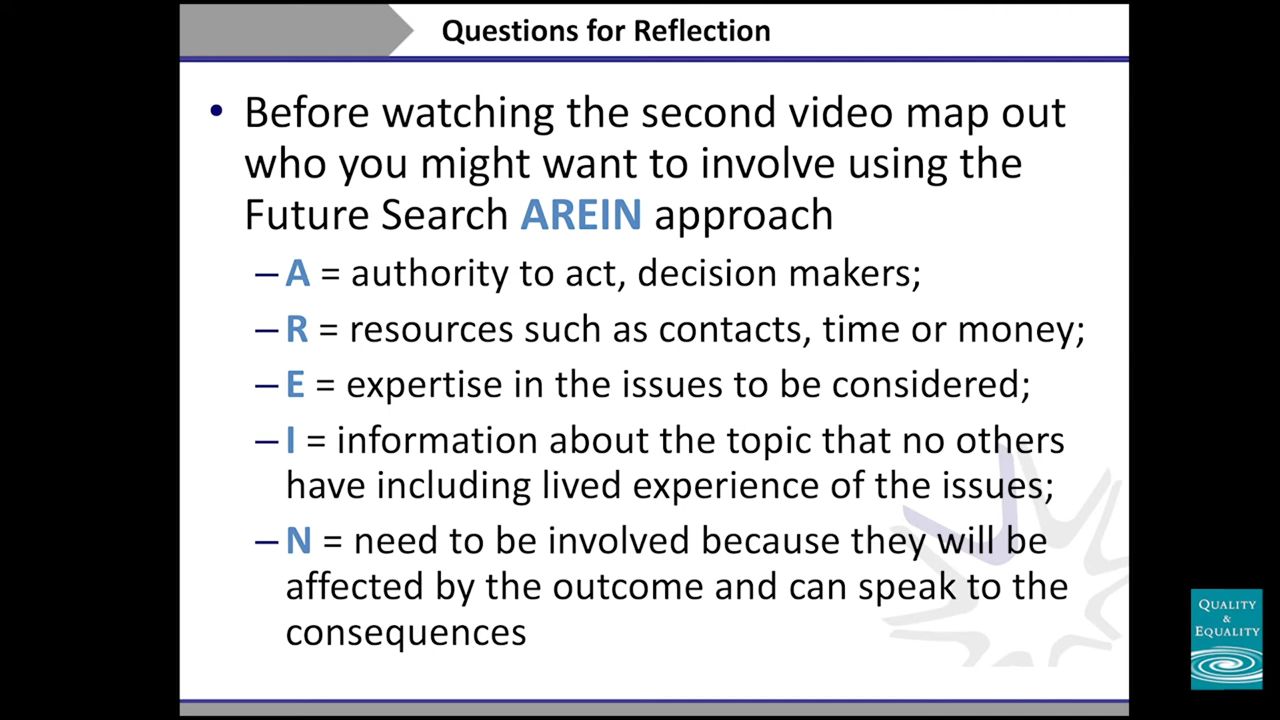 Questions for Reflection
• Before watching the second video map out
who you might want to involve using the
Future Search AREIN approach
– A = authority to act, decision makers;
– R = resources such as contacts, time or money;
– E = expertise in the issues to be considered;
– I = information about the topic that no others
have including lived experience of the issues;
– N = need to be involved because they will be
affected by the outcome and can speak to the
consequences
QUALITY
&
EQUALITY